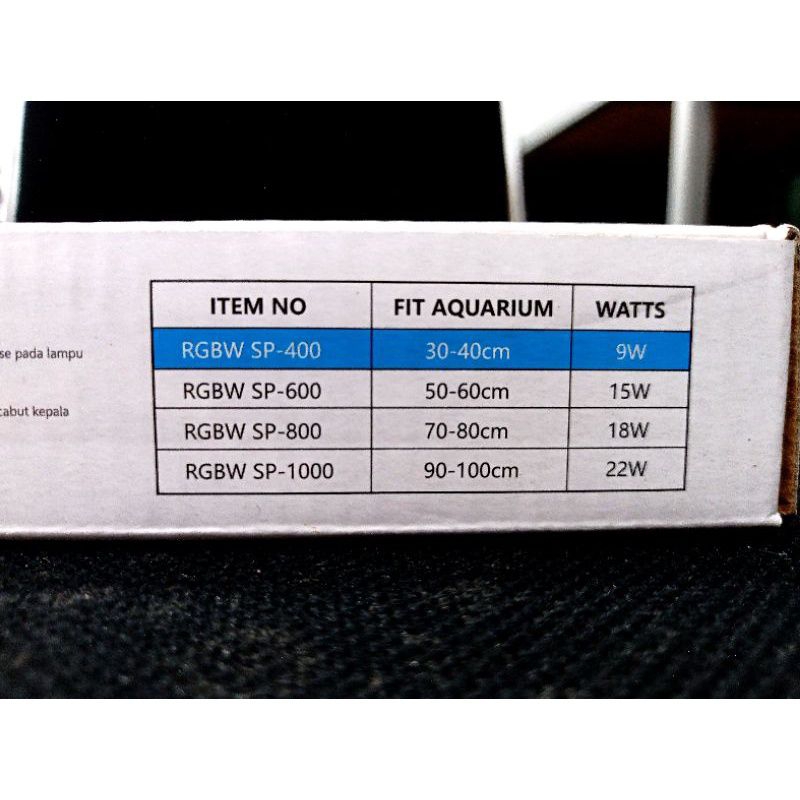 se pada lampu
cabut kepala
ITEM NO FIT AQUARIUM WATTS
RGBW SP-400 30-40cm 9W
RGBW SP-600 50-60cm 15W
RGBW SP-800 70-80cm 18W
RGBW SP-1000 90-100cm 22W